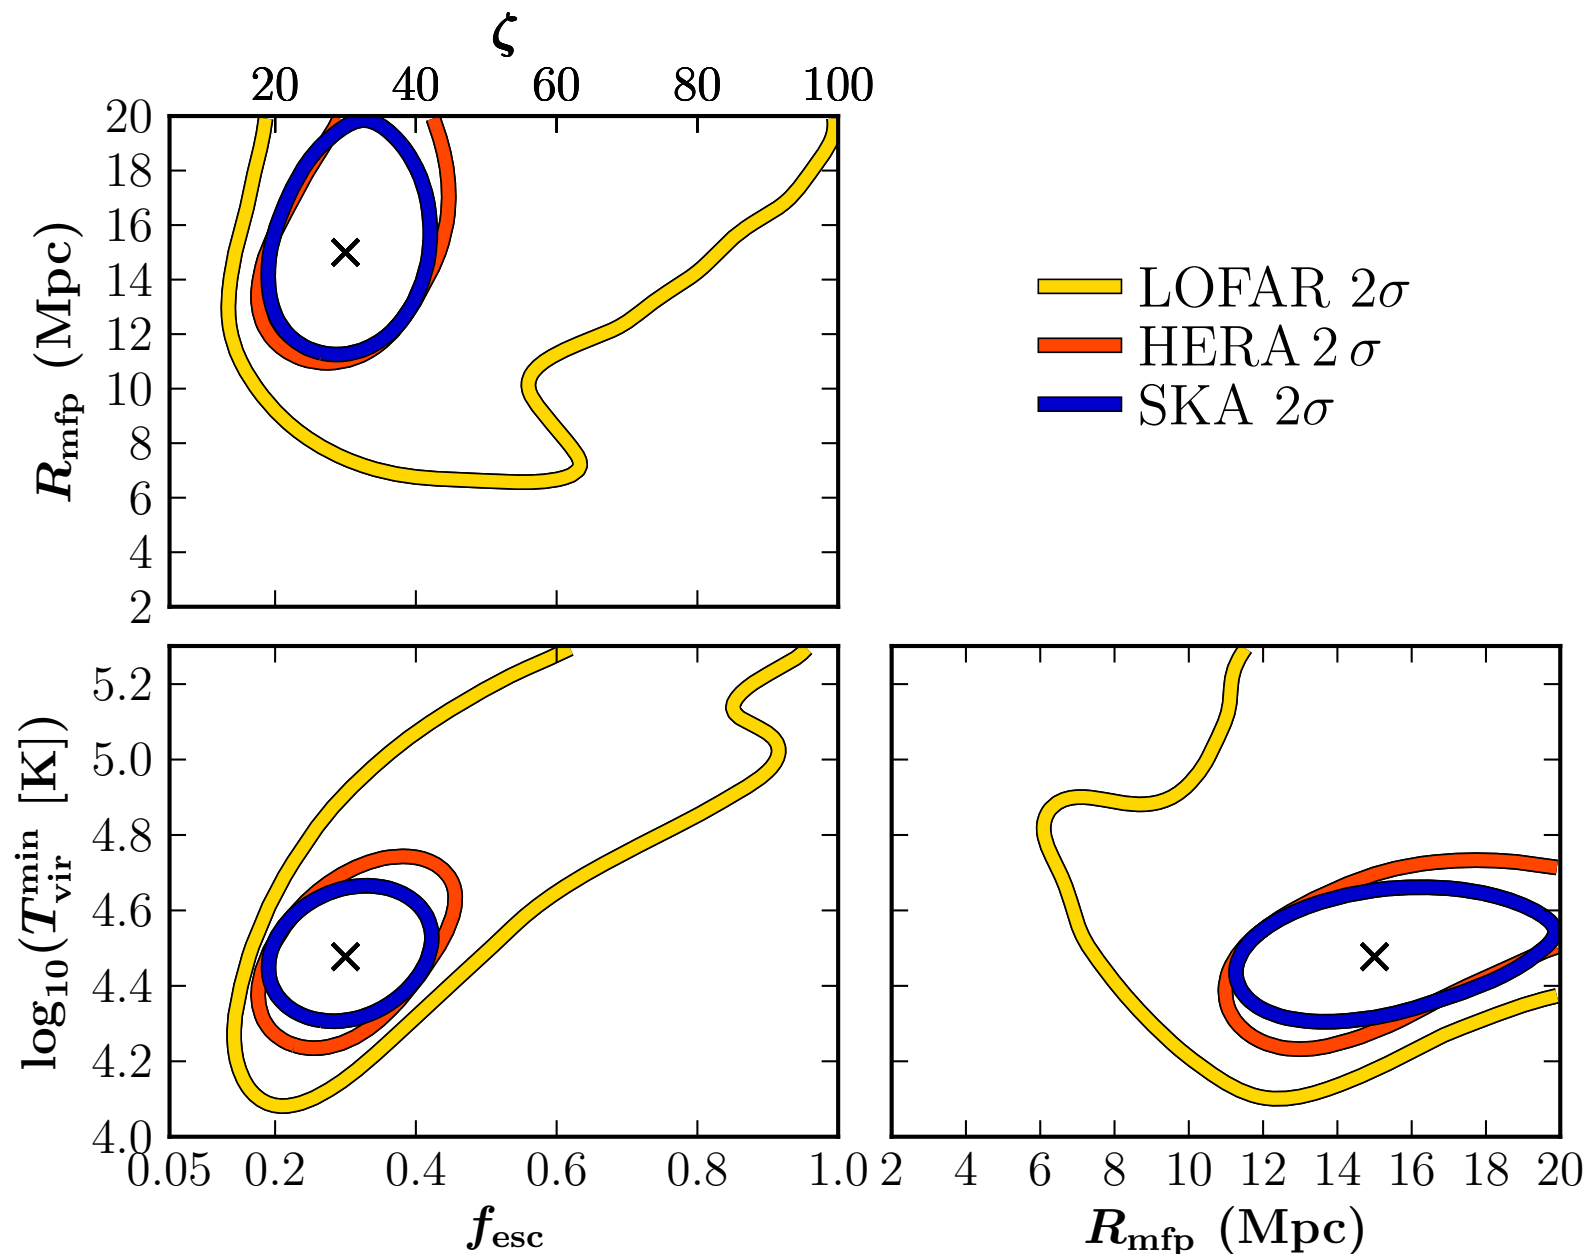 ζ
20 40 60 80 100
20
18
16
14
12
10
8
6
4
2
R_mfp (Mpc)
LOFAR 2σ
HERA 2 σ
SKA 2σ
5.2
5.0
4.8
4.6
4.4
4.2
4.0
log₁₀(T_vir^min [K])
0.05 0.2 0.4 0.6 0.8 1.0
f_esc
2 4 6 8 10 12 14 16 18 20
R_mfp (Mpc)